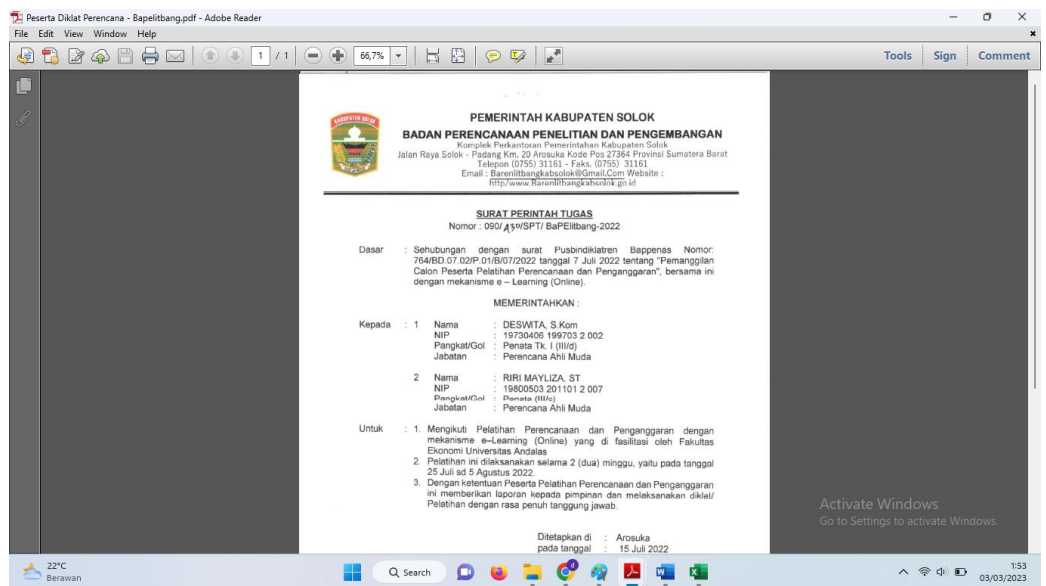 Peserta Diklat Perencana - Bapelitbang.pdf - Adobe Reader
File Edit View Window Help
1 / 1 66,7% Tools Sign Comment
KABUPATEN SOLOK
PEMERINTAH KABUPATEN SOLOK
BADAN PERENCANAAN PENELITIAN DAN PENGEMBANGAN
Komplek Perkantoran Pemerintahan Kabupaten Solok
Jalan Raya Solok - Padang Km. 20 Arosuka Kode Pos 27364 Provinsi Sumatera Barat
Telepon (0755) 31161 - Faks. (0755) 31161
Email : Barenlitbangkabsolok@Gmail.Com Website :
http/www.Barenlitbangkabsolok.go.id
SURAT PERINTAH TUGAS
Nomor : 090/ /SPT/ BaPElitbang-2022
Dasar : Sehubungan dengan surat Pusbindiklatren Bappenas Nomor:
764/BD.07.02/P.01/B/07/2022 tanggal 7 Juli 2022 tentang "Pemanggilan
Calon Peserta Pelatihan Perencanaan dan Penganggaran", bersama ini
dengan mekanisme e – Learning (Online).
MEMERINTAHKAN :
Kepada : 1 Nama : DESWITA, S.Kom
NIP : 19730406 199703 2 002
Pangkat/Gol : Penata Tk. I (III/d)
Jabatan : Perencana Ahli Muda
2 Nama : RIRI MAYLIZA, ST
NIP : 19800503 201101 2 007
Pangkat/Gol : Penata (III/c)
Jabatan : Perencana Ahli Muda
Untuk : 1. Mengikuti Pelatihan Perencanaan dan Penganggaran dengan
mekanisme e–Learning (Online) yang di fasilitasi oleh Fakultas
Ekonomi Universitas Andalas
2. Pelatihan ini dilaksanakan selama 2 (dua) minggu, yaitu pada tanggal
25 Juli sd 5 Agustus 2022.
3. Dengan ketentuan Peserta Pelatihan Perencanaan dan Penganggaran
ini memberikan laporan kepada pimpinan dan melaksanakan diklat/
Pelatihan dengan rasa penuh tanggung jawab.
Ditetapkan di : Arosuka
pada tanggal : 15 Juli 2022
Activate Windows
Go to Settings to activate Windows.
22°C
Berawan
Search
1:53
03/03/2023